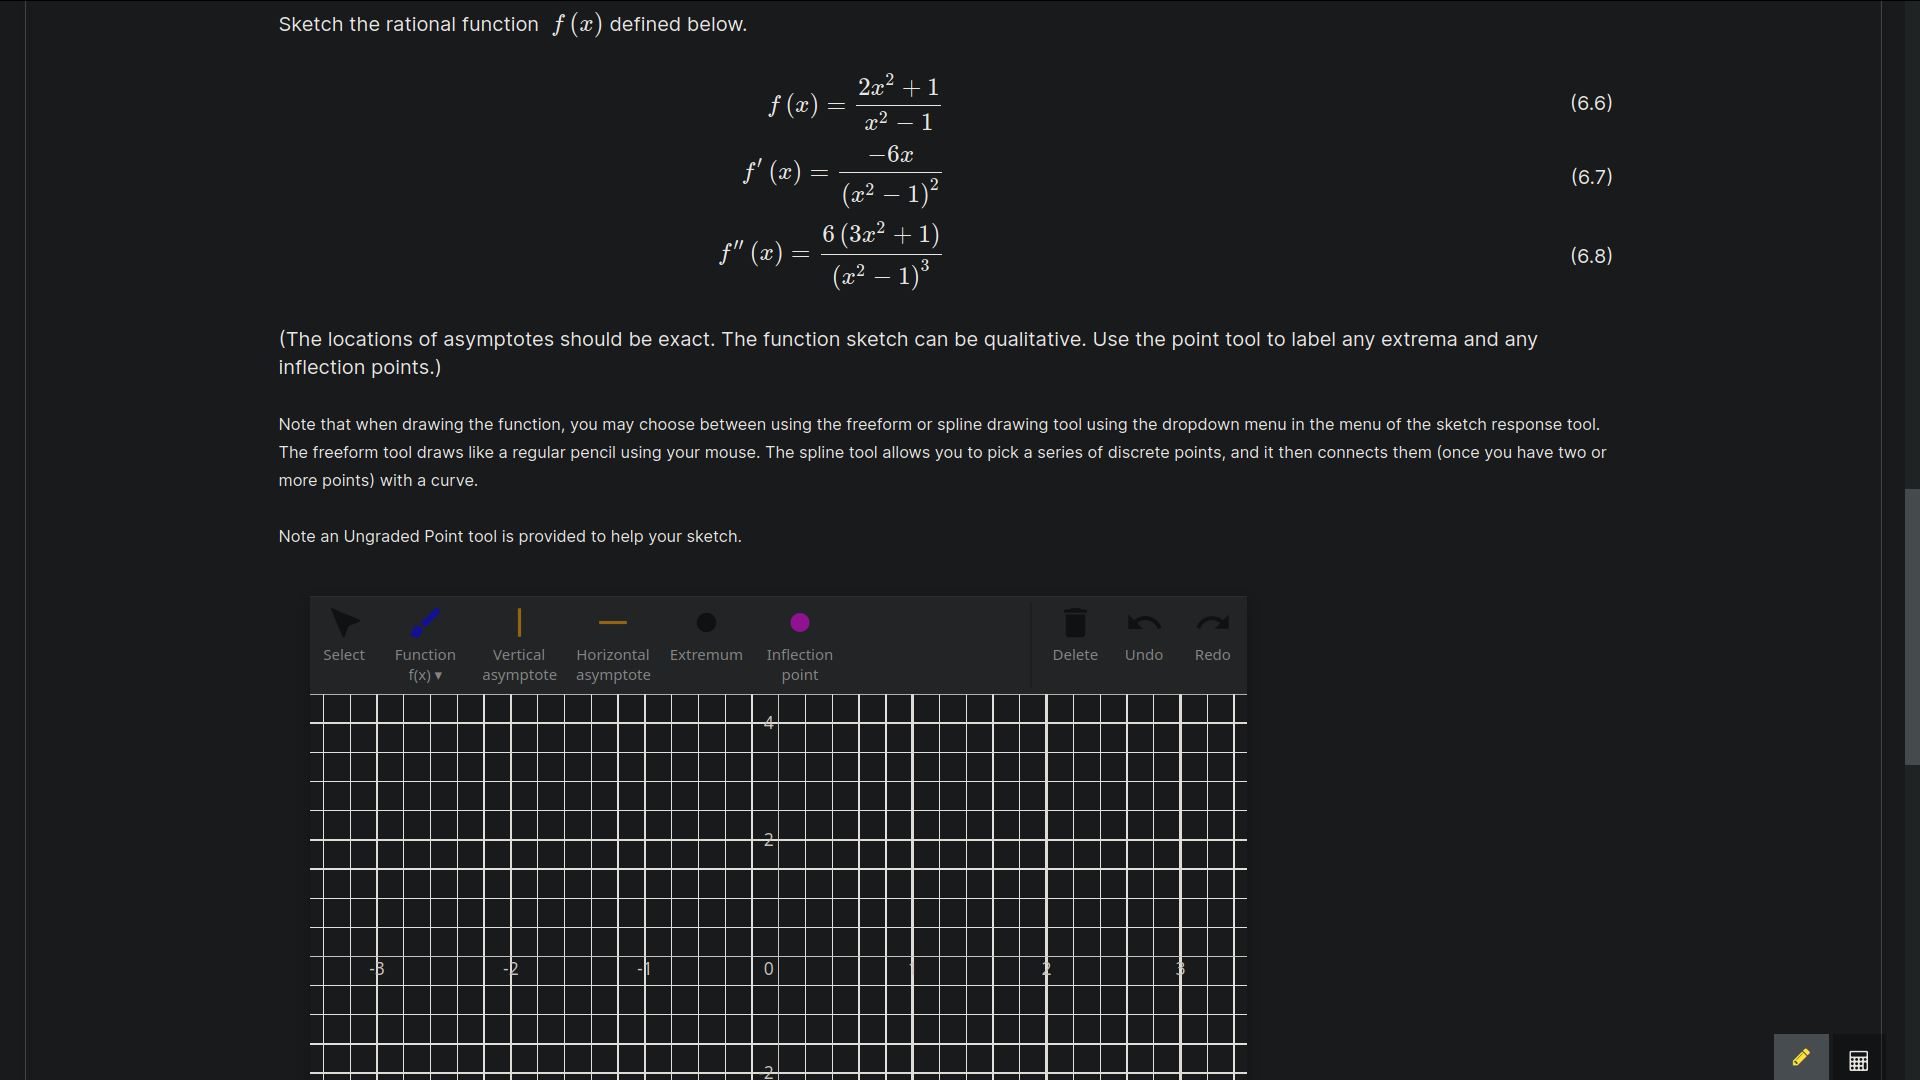 Sketch the rational function f (x) defined below.
f (x) = \frac{2x^2 + 1}{x^2 − 1} (6.6)
f′ (x) = \frac{−6x}{(x^2 − 1)^2} (6.7)
f″ (x) = \frac{6 (3x^2 + 1)}{(x^2 − 1)^3} (6.8)
(The locations of asymptotes should be exact. The function sketch can be qualitative. Use the point tool to label any extrema and any
inflection points.)
Note that when drawing the function, you may choose between using the freeform or spline drawing tool using the dropdown menu in the menu of the sketch response tool.
The freeform tool draws like a regular pencil using your mouse. The spline tool allows you to pick a series of discrete points, and it then connects them (once you have two or
more points) with a curve.
Note an Ungraded Point tool is provided to help your sketch.
Select Function Vertical Horizontal Extremum Inflection Delete Undo Redo
f(x) ▾ asymptote asymptote point
4
2
-3 -2 -1 0 1 2 3
-2